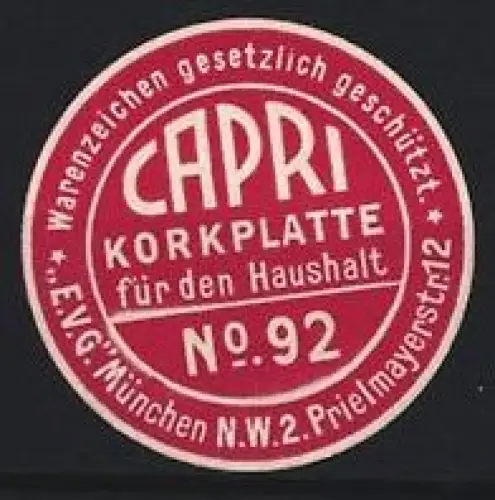 Warenzeichen gesetzlich geschützt.
CAPRI
KORKPLATTE
für den Haushalt
No. 92
* „E.V.G.“ München N.W.2. Prielmayerstr.12 *